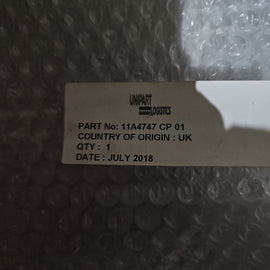 UNIPART
LOGISTICS
PART No: 11A4747 CP 01
COUNTRY OF ORIGIN : UK
QTY : 1
DATE : JULY 2018